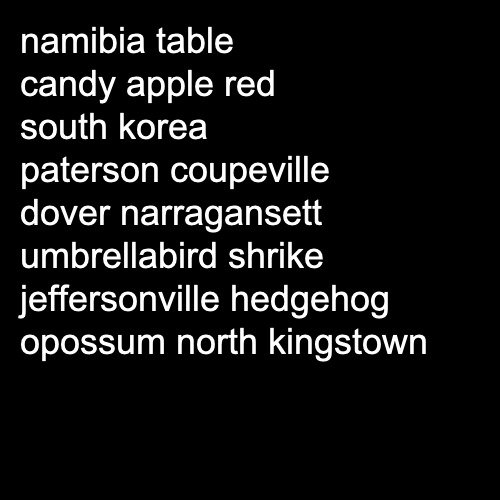 namibia table
candy apple red
south korea
paterson coupeville
dover narragansett
umbrellabird shrike
jeffersonville hedgehog
opossum north kingstown